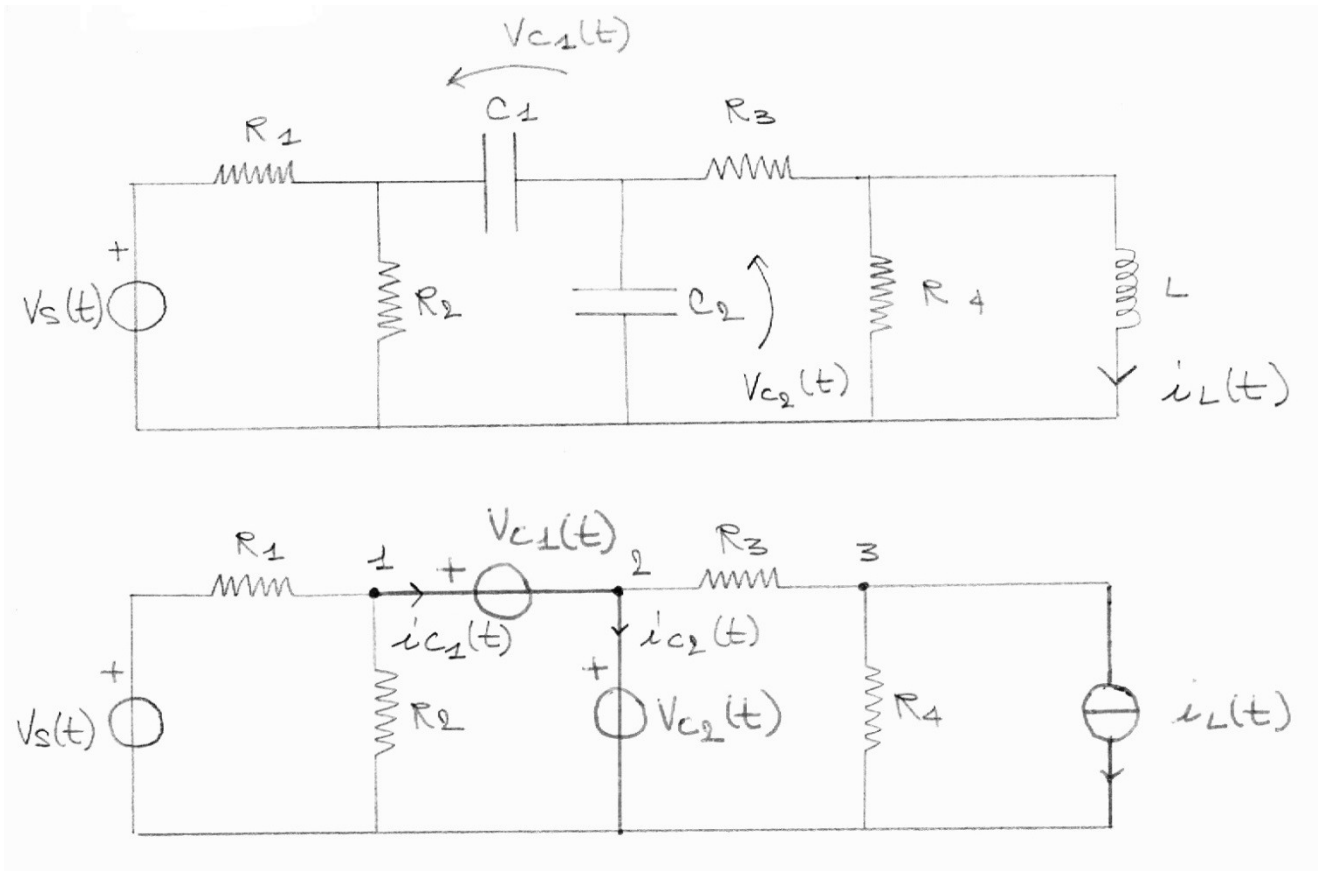 Vc1(t)
C1
R1
R3
+
Vs(t)
R2
C2
Vc2(t)
R4
L
iL(t)
R1
1
+
Vc1(t)
2
R3
3
ic1(t)
ic2(t)
+
Vs(t)
R2
+
Vc2(t)
R4
iL(t)